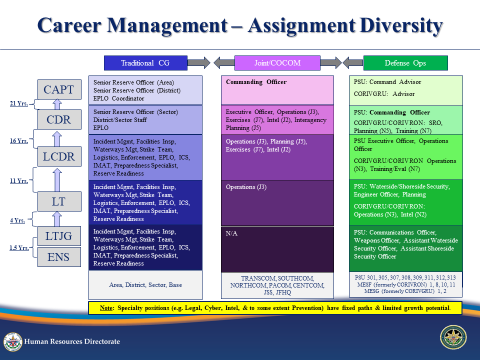 Career Management – Assignment Diversity
Traditional CG
Joint/COCOM
Defense Ops
CAPT
Senior Reserve Officer (Area)
Senior Reserve Officer (District)
EPLO Coordinator
Commanding Officer
PSU: Command Advisor
CORIVGRU: Advisor
21 Yrs.
CDR
Senior Reserve Officer (Sector)
District/Sector Staff
EPLO
Executive Officer, Operations (J3),
Exercises (J7), Intel (J2), Interagency
Planning (J5)
PSU: Commanding Officer
CORIVGRU/CORIVRON: SRO,
Planning (N5), Training (N7)
16 Yrs.
LCDR
Incident Mgmt, Facilities Insp,
Waterways Mgt, Strike Team,
Logistics, Enforcement, EPLO, ICS,
IMAT, Preparedness Specialist,
Reserve Readiness
Operations (J3), Planning (J5),
Exercises (J7), Intel (J2)
PSU Executive Officer, Operations
Officer
CORIVGRU/CORIVRON Operations
(N3), Training/Eval (N7)
11 Yrs.
LT
Incident Mgmt, Facilities Insp,
Waterways Mgt, Strike Team,
Logistics, Enforcement, EPLO, ICS,
IMAT, Preparedness Specialist,
Reserve Readiness
Operations (J3)
PSU: Waterside/Shoreside Security,
Engineer Officer, Planning
CORIVGRU/CORIVRON:
Operations (N3), Intel (N2)
4 Yrs.
LTJG
1.5 Yrs.
ENS
Incident Mgmt, Facilities Insp,
Waterways Mgt, Strike Team,
Logistics, Enforcement, EPLO, ICS,
IMAT, Preparedness Specialist,
Reserve Readiness
N/A
PSU: Communications Officer,
Weapons Officer, Assistant Waterside
Security Officer, Assistant Shoreside
Security Officer
Area, District, Sector, Base
TRANSCOM, SOUTHCOM,
NORTHCOM, PACOM, CENTCOM,
JSS, JFHQ
PSU 301, 305, 307, 308, 309, 311, 312, 313
MESF (formerly CORIVRON) 1, 8, 10, 11
MESG (formerly CORIVGRU) 1, 2
Note: Specialty positions (e.g. Legal, Cyber, Intel, & to some extent Prevention) have fixed paths & limited growth potential.
Human Resources Directorate